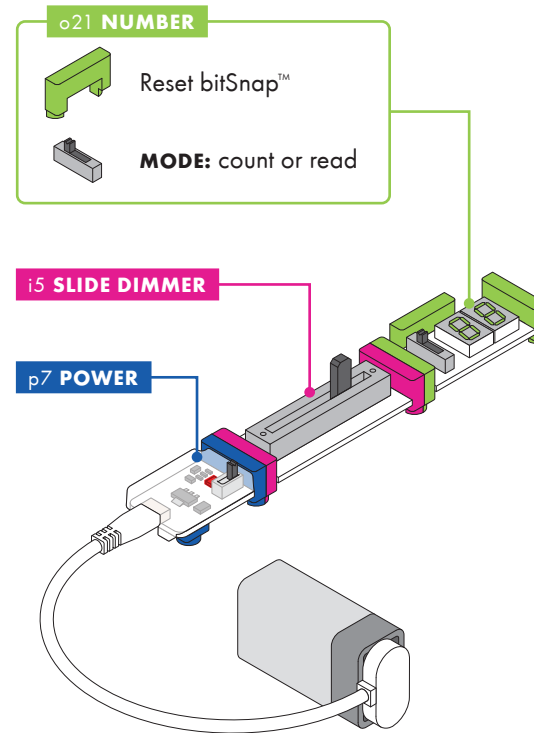 o21 NUMBER
Reset bitSnap™
MODE: count or read
i5 SLIDE DIMMER
p7 POWER